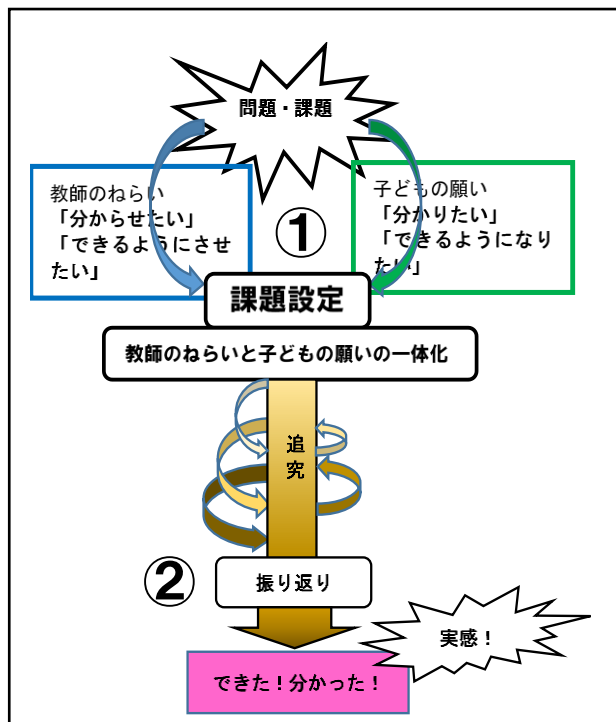 問題・課題
教師のねらい
「分からせたい」
「できるようにさせ
たい」
子どもの願い
「分かりたい」
「できるようになり
たい」
①
課題設定
教師のねらいと子どもの願いの一体化
追究
②
振り返り
実感！
できた！分かった！